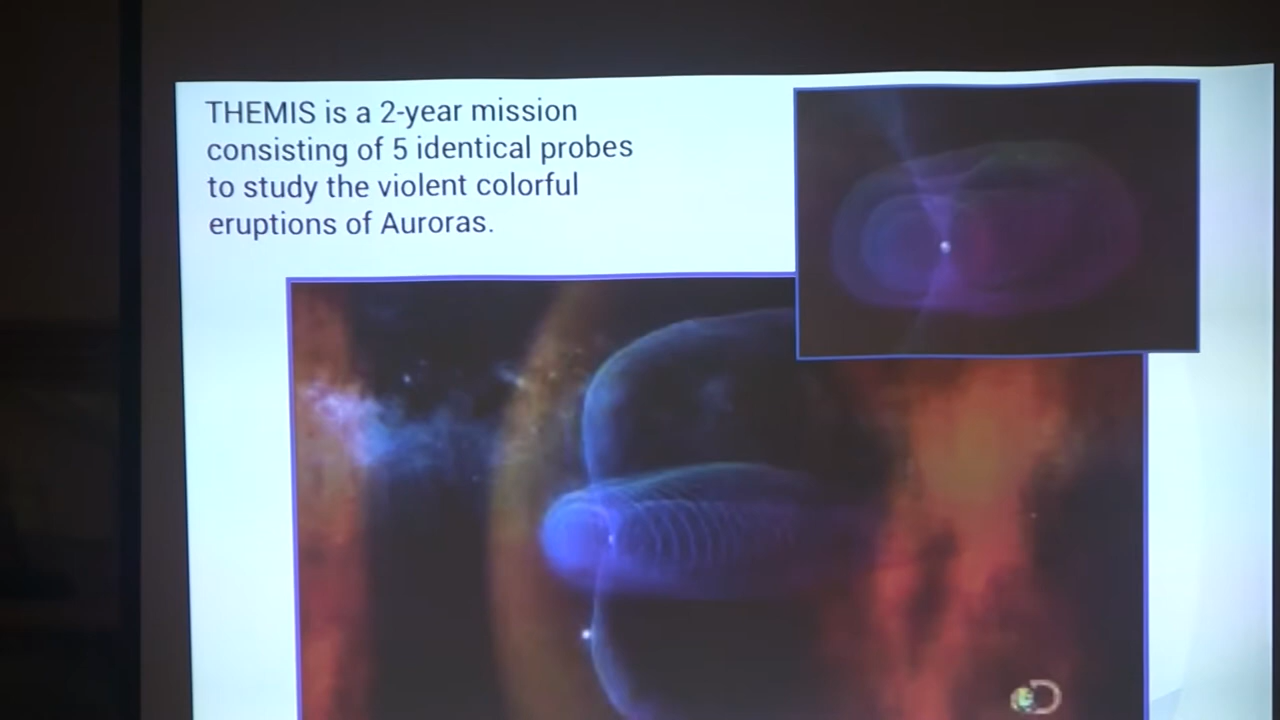 THEMIS is a 2-year mission
consisting of 5 identical probes
to study the violent colorful
eruptions of Auroras.